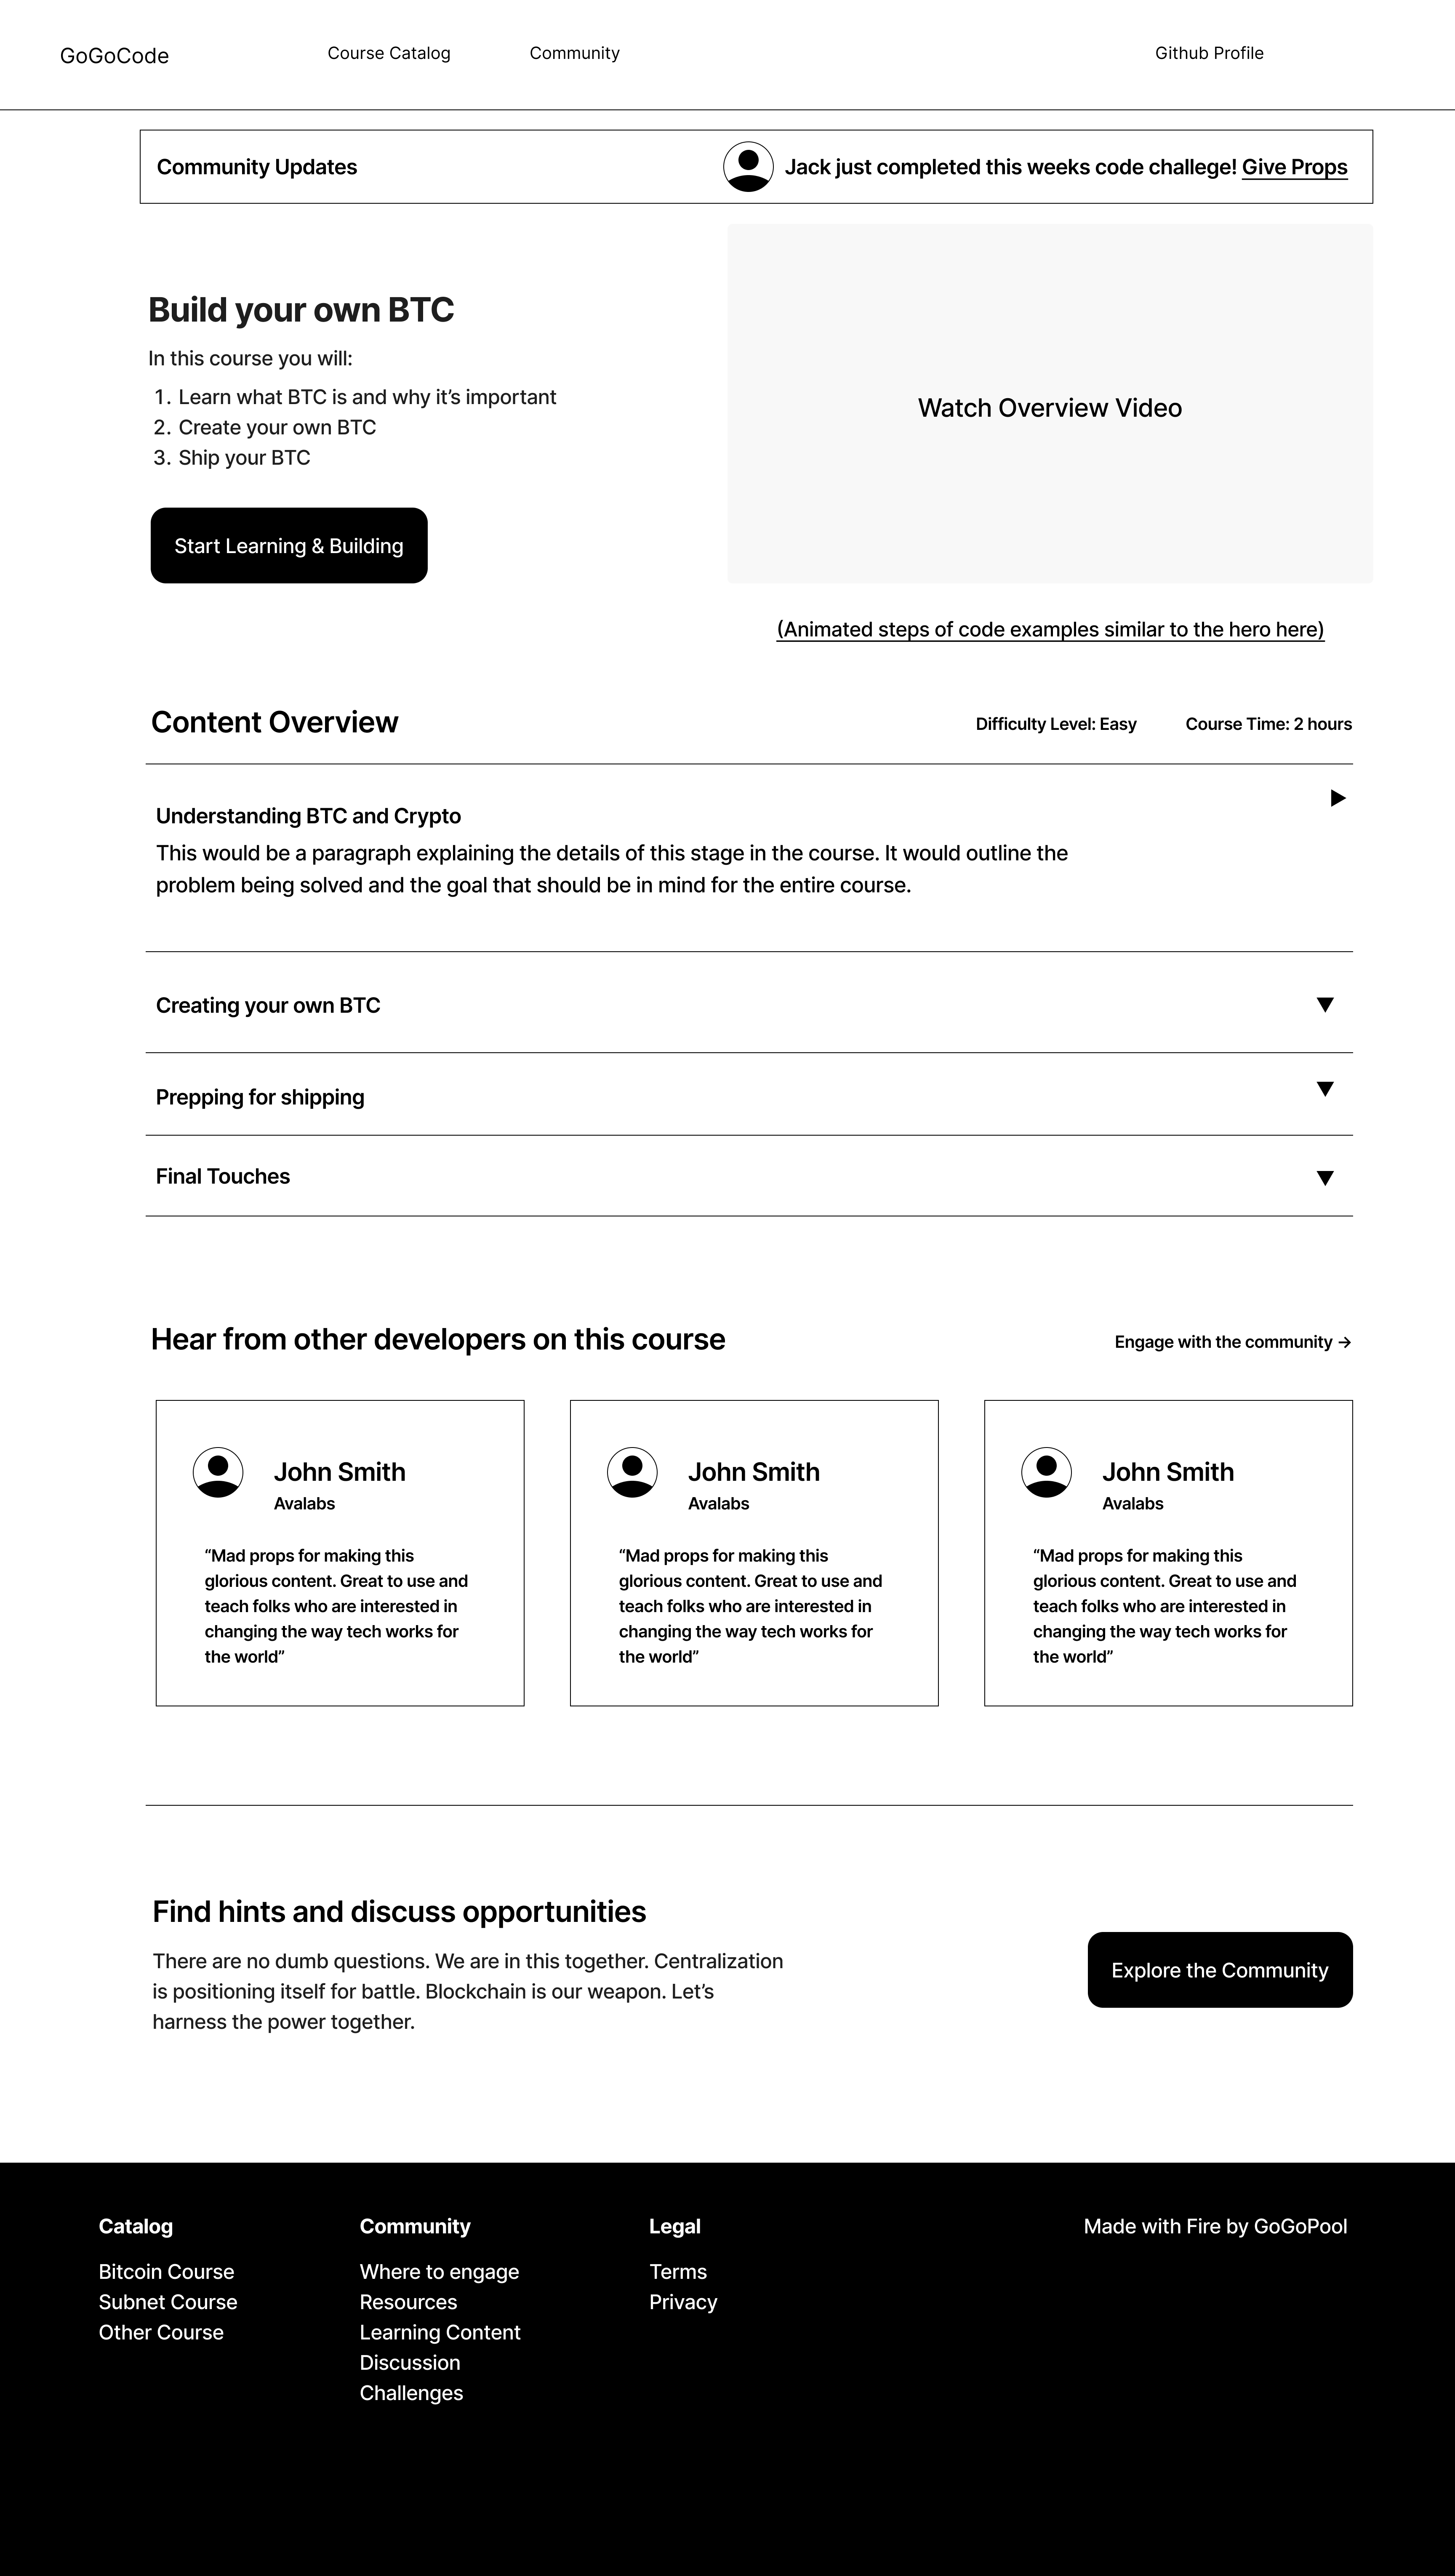 GoGoCode
Course Catalog
Community
Github Profile
Community Updates
Jack just completed this weeks code challege! Give Props
Build your own BTC
In this course you will:
1. Learn what BTC is and why it’s important
2. Create your own BTC
3. Ship your BTC
Start Learning & Building
Watch Overview Video
(Animated steps of code examples similar to the hero here)
Content Overview
Difficulty Level: Easy
Course Time: 2 hours
Understanding BTC and Crypto
This would be a paragraph explaining the details of this stage in the course. It would outline the
problem being solved and the goal that should be in mind for the entire course.
Creating your own BTC
Prepping for shipping
Final Touches
Hear from other developers on this course
Engage with the community →
John Smith
Avalabs
“Mad props for making this
glorious content. Great to use and
teach folks who are interested in
changing the way tech works for
the world”
John Smith
Avalabs
“Mad props for making this
glorious content. Great to use and
teach folks who are interested in
changing the way tech works for
the world”
John Smith
Avalabs
“Mad props for making this
glorious content. Great to use and
teach folks who are interested in
changing the way tech works for
the world”
Find hints and discuss opportunities
There are no dumb questions. We are in this together. Centralization
is positioning itself for battle. Blockchain is our weapon. Let’s
harness the power together.
Explore the Community
Catalog
Bitcoin Course
Subnet Course
Other Course
Community
Where to engage
Resources
Learning Content
Discussion
Challenges
Legal
Terms
Privacy
Made with Fire by GoGoPool